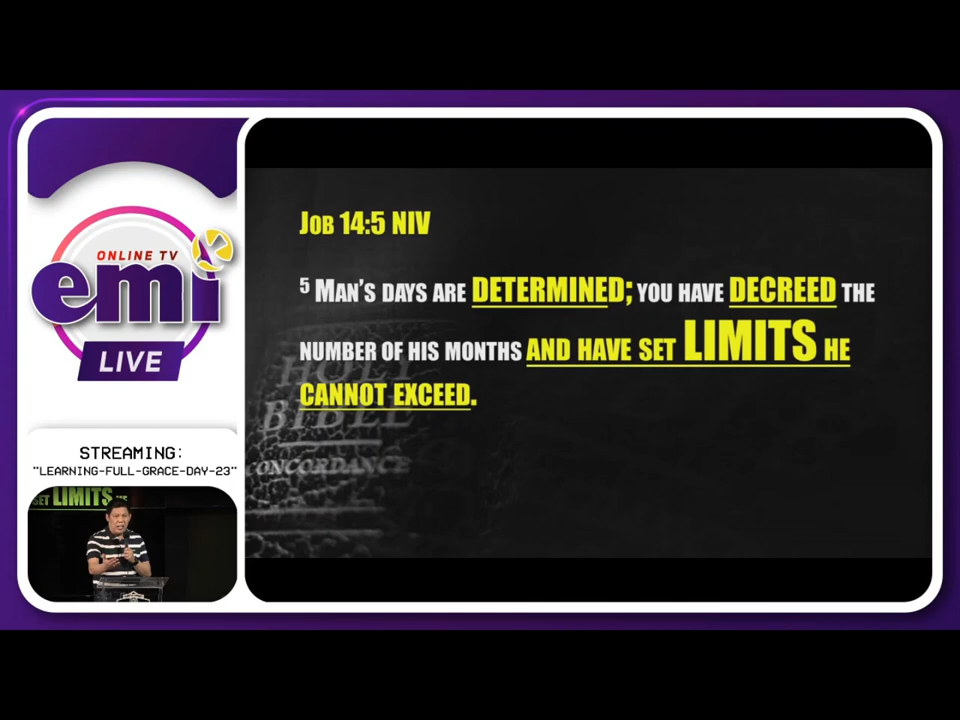 ONLINE TV
emi
LIVE
STREAMING:
"LEARNING-FULL-GRACE-DAY-23"
SET LIMITS HE
JOB 14:5 NIV
5 MAN'S DAYS ARE DETERMINED; YOU HAVE DECREED THE
NUMBER OF HIS MONTHS AND HAVE SET LIMITS HE
CANNOT EXCEED.
HOLY
BIBLE
CONCORDANCE